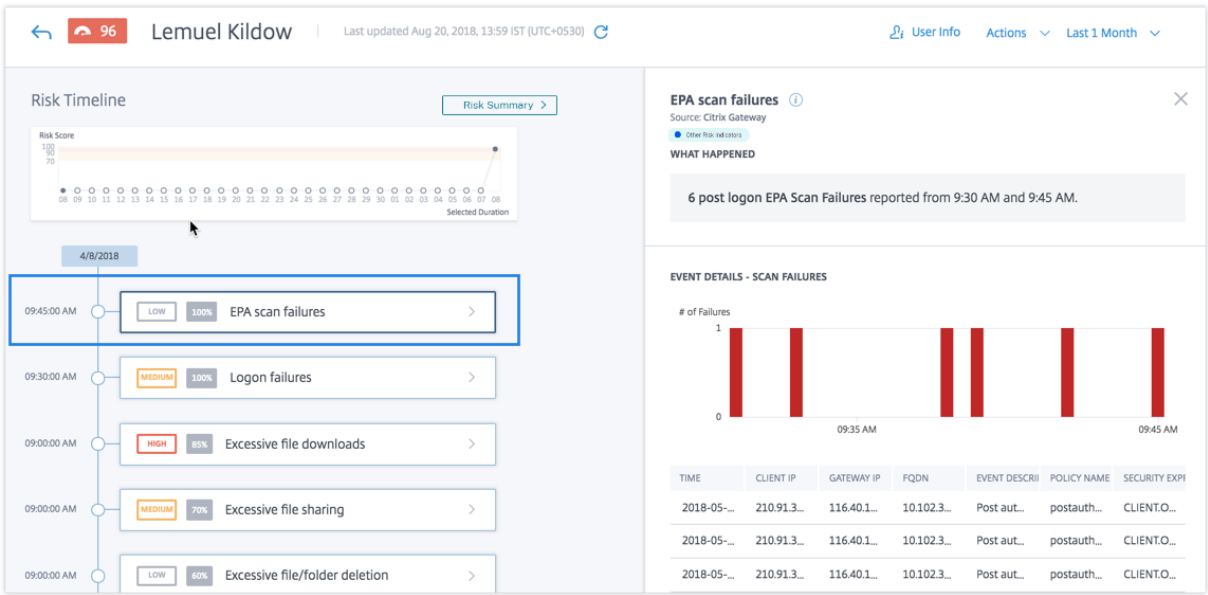 96 Lemuel Kildow Last updated Aug 20, 2018, 13:59 IST (UTC+0530) User Info Actions Last 1 Month
Risk Timeline
Risk Summary >
Risk Score
100
90
70
08 09 10 11 12 13 14 15 16 17 18 19 20 21 22 23 24 25 26 27 28 29 30 01 02 03 04 05 06 07 08
Selected Duration
4/8/2018
09:45:00 AM LOW 100% EPA scan failures
09:30:00 AM MEDIUM 100% Logon failures
09:00:00 AM HIGH 85% Excessive file downloads
09:00:00 AM MEDIUM 70% Excessive file sharing
09:00:00 AM LOW 60% Excessive file/folder deletion
EPA scan failures
Source: Citrix Gateway
Other Risk Indicators
WHAT HAPPENED
6 post logon EPA Scan Failures reported from 9:30 AM and 9:45 AM.
EVENT DETAILS - SCAN FAILURES
# of Failures
1
0
09:35 AM 09:45 AM
TIME CLIENT IP GATEWAY IP FQDN EVENT DESCRI POLICY NAME SECURITY EXPR
2018-05-... 210.91.3... 116.40.1... 10.102.3... Post aut... postauth... CLIENT.O...
2018-05-... 210.91.3... 116.40.1... 10.102.3... Post aut... postauth... CLIENT.O...
2018-05-... 210.91.3... 116.40.1... 10.102.3... Post aut... postauth... CLIENT.O...